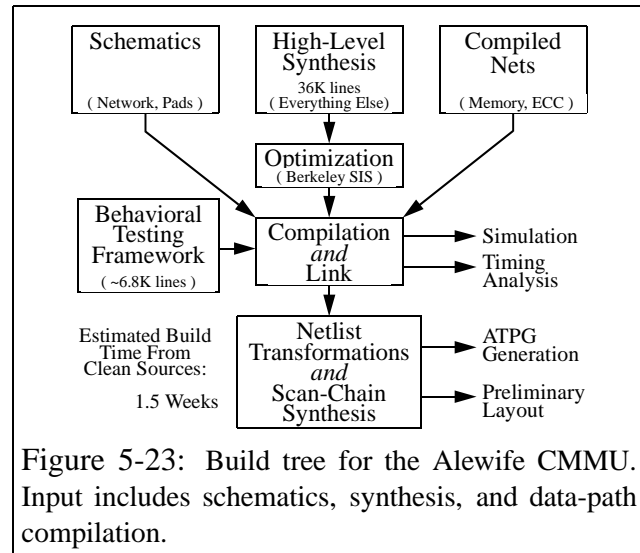 Schematics
( Network, Pads )
High-Level
Synthesis
36K lines
( Everything Else)
Compiled
Nets
( Memory, ECC )
Optimization
( Berkeley SIS )
Behavioral
Testing
Framework
( ~6.8K lines )
Compilation
and
Link
Simulation
Timing
Analysis
Estimated Build
Time From
Clean Sources:
1.5 Weeks
Netlist
Transformations
and
Scan-Chain
Synthesis
ATPG
Generation
Preliminary
Layout
Figure 5-23: Build tree for the Alewife CMMU.
Input includes schematics, synthesis, and data-path
compilation.